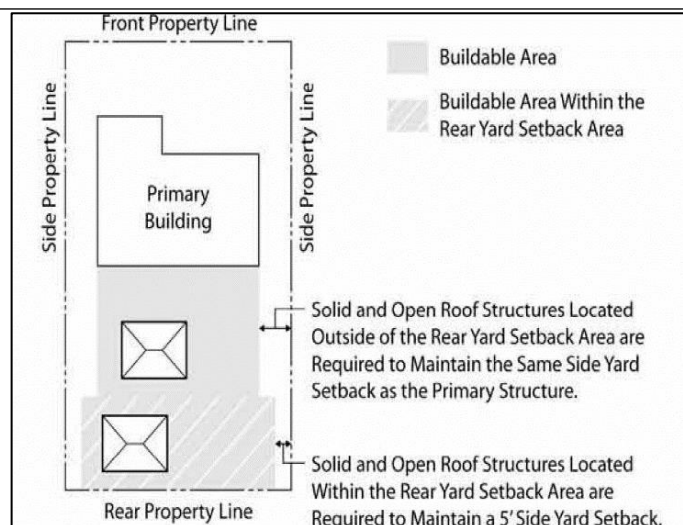 Front Property Line
Side Property Line
Side Property Line
Buildable Area
Buildable Area Within the
Rear Yard Setback Area
Primary
Building
Solid and Open Roof Structures Located
Outside of the Rear Yard Setback Area are
Required to Maintain the Same Side Yard
Setback as the Primary Structure.
Solid and Open Roof Structures Located
Within the Rear Yard Setback Area are
Required to Maintain a 5' Side Yard Setback.
Rear Property Line